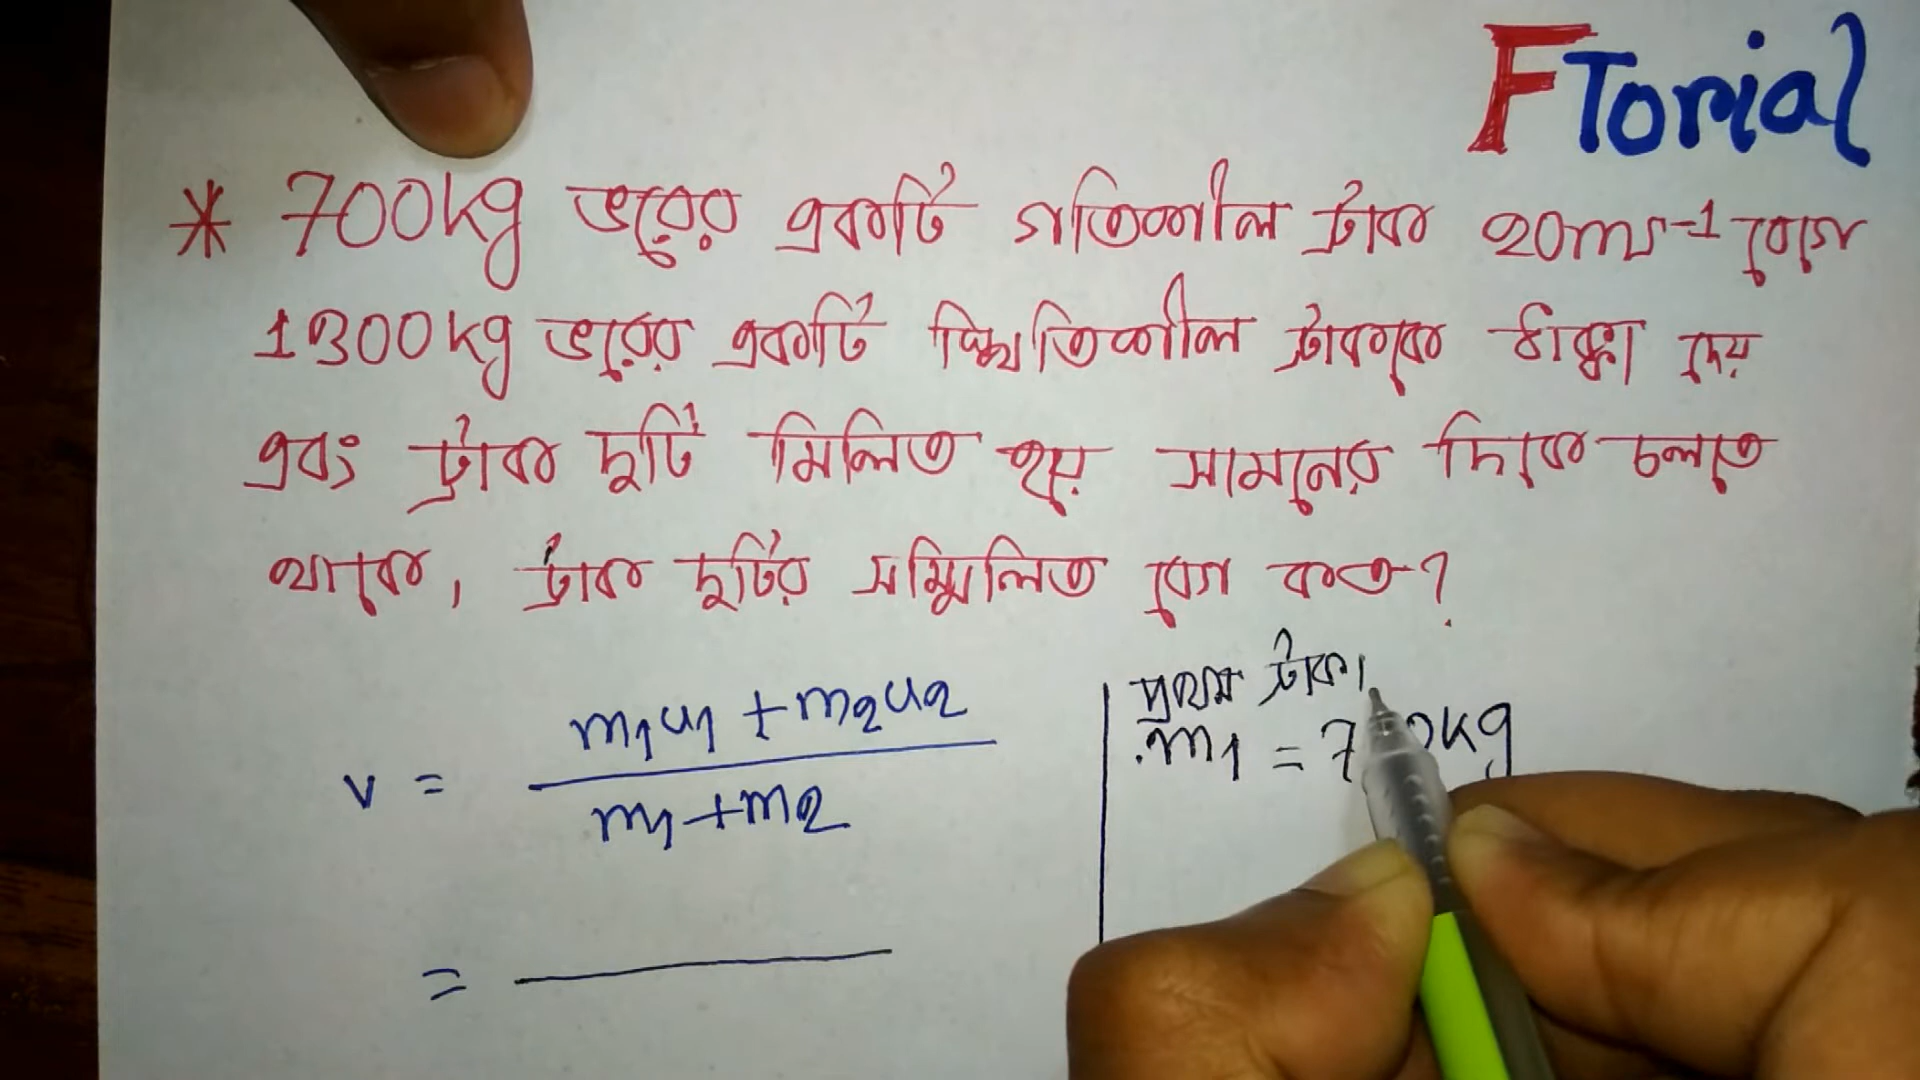 FTorial
* 700kg ভরের একটি গতিশীল ট্রাক 20ms-1 বেগে
1300kg ভরের একটি স্থিতিশীল ট্রাককে ধাক্কা দেয়
এবং ট্রাক দুটি মিলিত হয়ে সামনের দিকে চলতে
থাকে, ট্রাক দুটির সম্মিলিত বেগ কত?
প্রথম ট্রাক।
m1u1 + m2u2
m1 = 700kg
v =
m1+m2
=